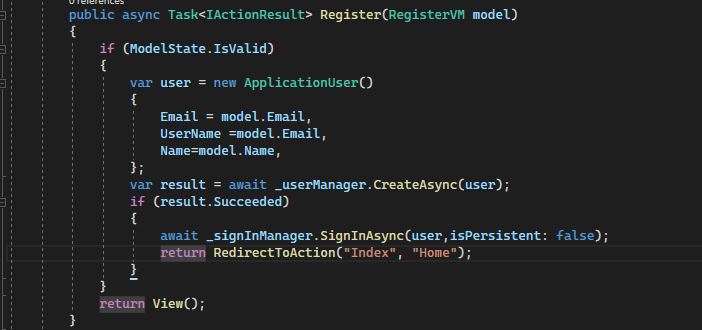 0 references
public async Task<IActionResult> Register(RegisterVM model)
{
if (ModelState.IsValid)
{
var user = new ApplicationUser()
{
Email = model.Email,
UserName =model.Email,
Name=model.Name,
};
var result = await _userManager.CreateAsync(user);
if (result.Succeeded)
{
await _signInManager.SignInAsync(user,isPersistent: false);
return RedirectToAction("Index", "Home");
}
}
return View();
}